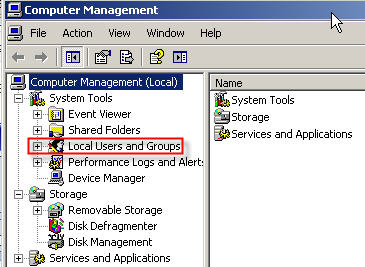 Computer Management
File Action View Window Help
Computer Management (Local)
System Tools
Event Viewer
Shared Folders
Local Users and Groups
Performance Logs and Alerts
Device Manager
Storage
Removable Storage
Disk Defragmenter
Disk Management
Services and Applications
Name
System Tools
Storage
Services and Applications